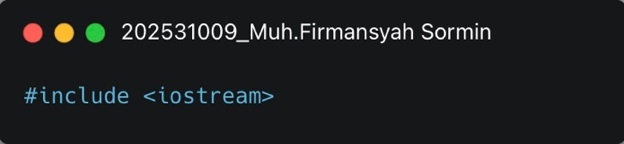 202531009_Muh.Firmansyah Sormin
#include <iostream>